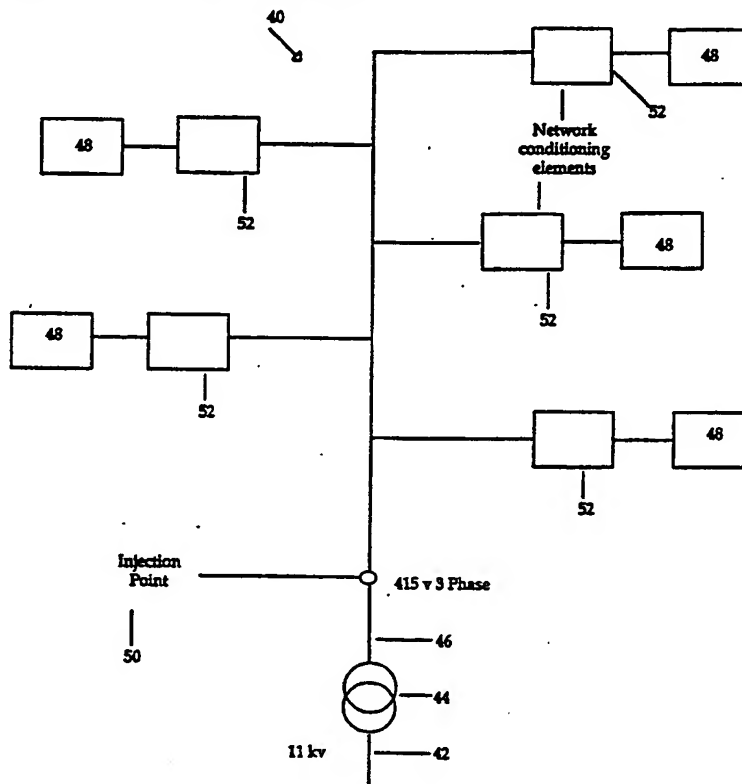 40
48
52
Network
conditioning
elements
48
52
48
52
48
52
48
52
Injection
Point
415 v 3 Phase
50
46
44
11 kv
42